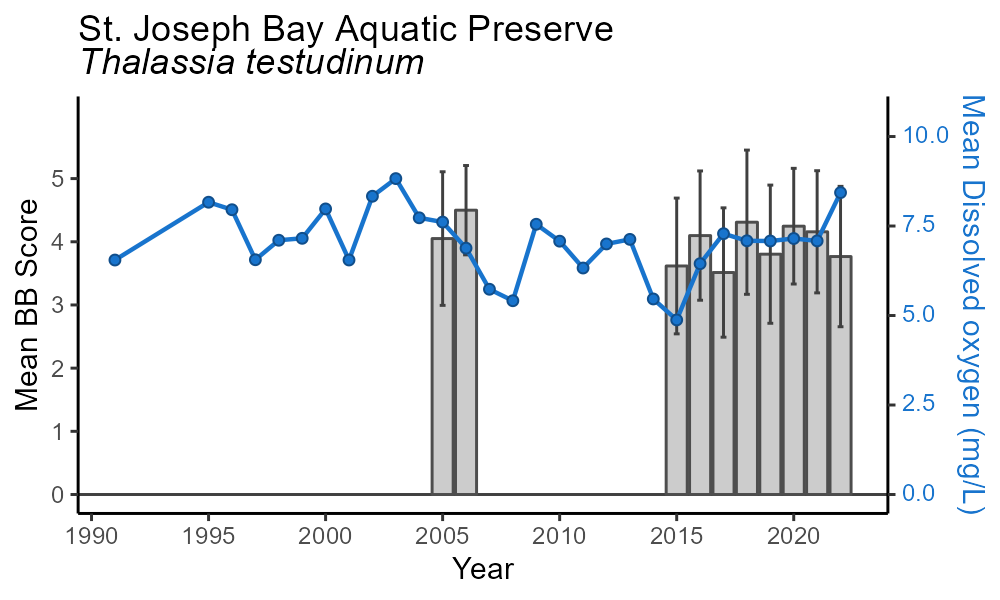 St. Joseph Bay Aquatic Preserve
Thalassia testudinum
Mean BB Score
5
4
3
2
1
0
10.0
7.5
5.0
2.5
0.0
Mean Dissolved oxygen (mg/L)
1990 1995 2000 2005 2010 2015 2020
Year